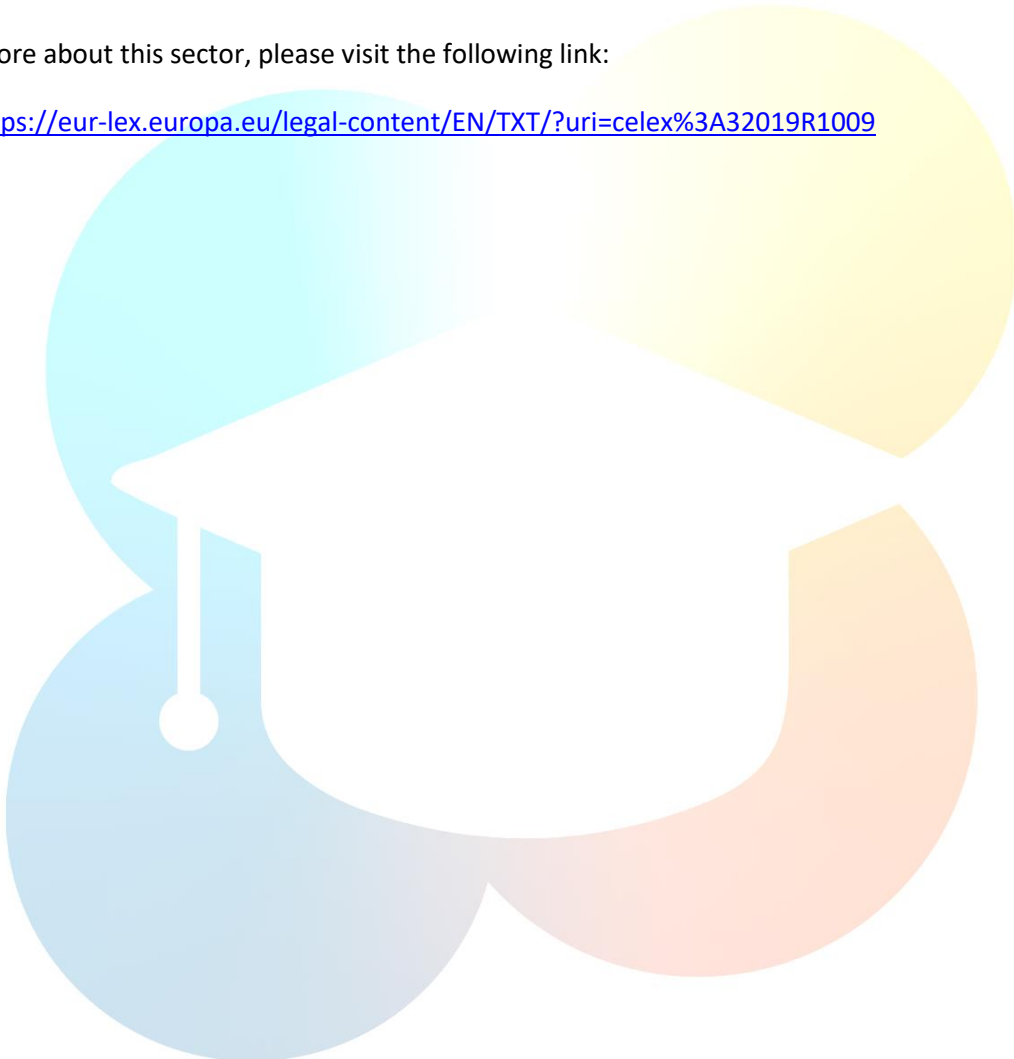 ore about this sector, please visit the following link:
ps://eur-lex.europa.eu/legal-content/EN/TXT/?uri=celex%3A32019R1009